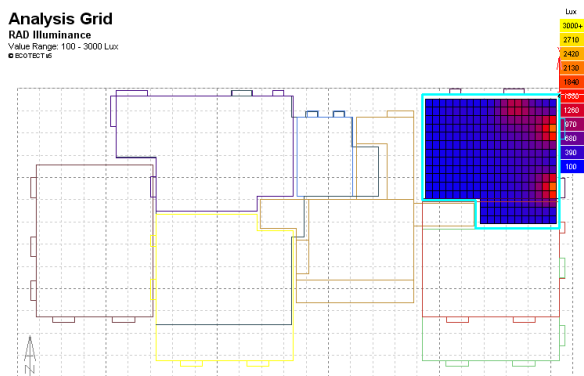 Analysis Grid
RAD Illuminance
Value Range: 100 - 3000 Lux
© ECOTECT v5
Lux
3000+
2710
2420
2130
1840
1550
1260
970
680
390
100
N